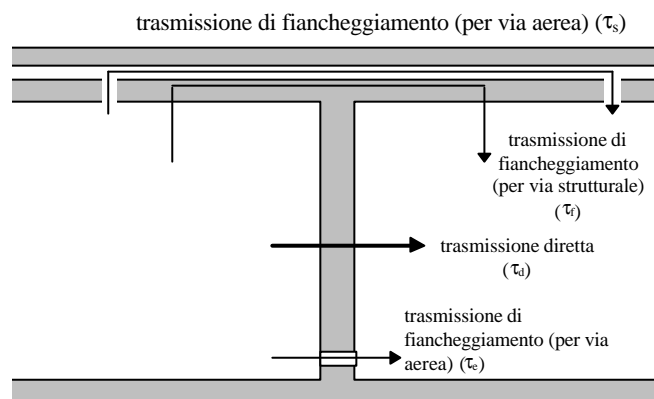 trasmissione di fiancheggiamento (per via aerea) (τs)
trasmissione di
fiancheggiamento
(per via strutturale)
(τf)
trasmissione diretta
(τd)
trasmissione di
fiancheggiamento (per via
aerea) (τe)